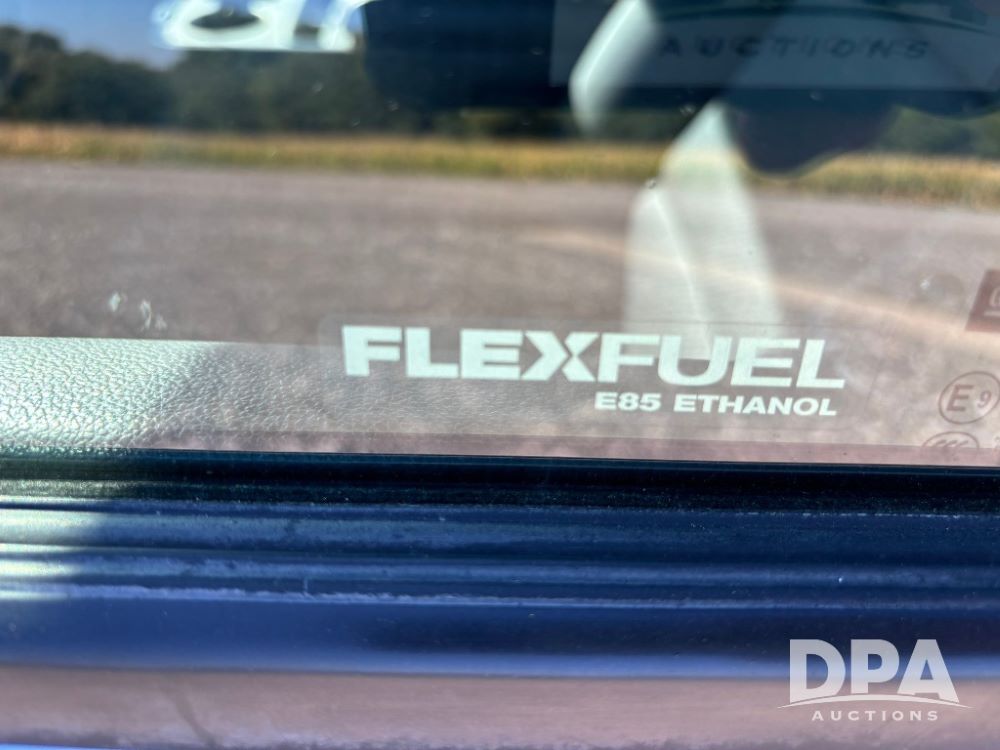 AUCTIONS
FLEXFUEL
E85 ETHANOL
E9
DPA
AUCTIONS